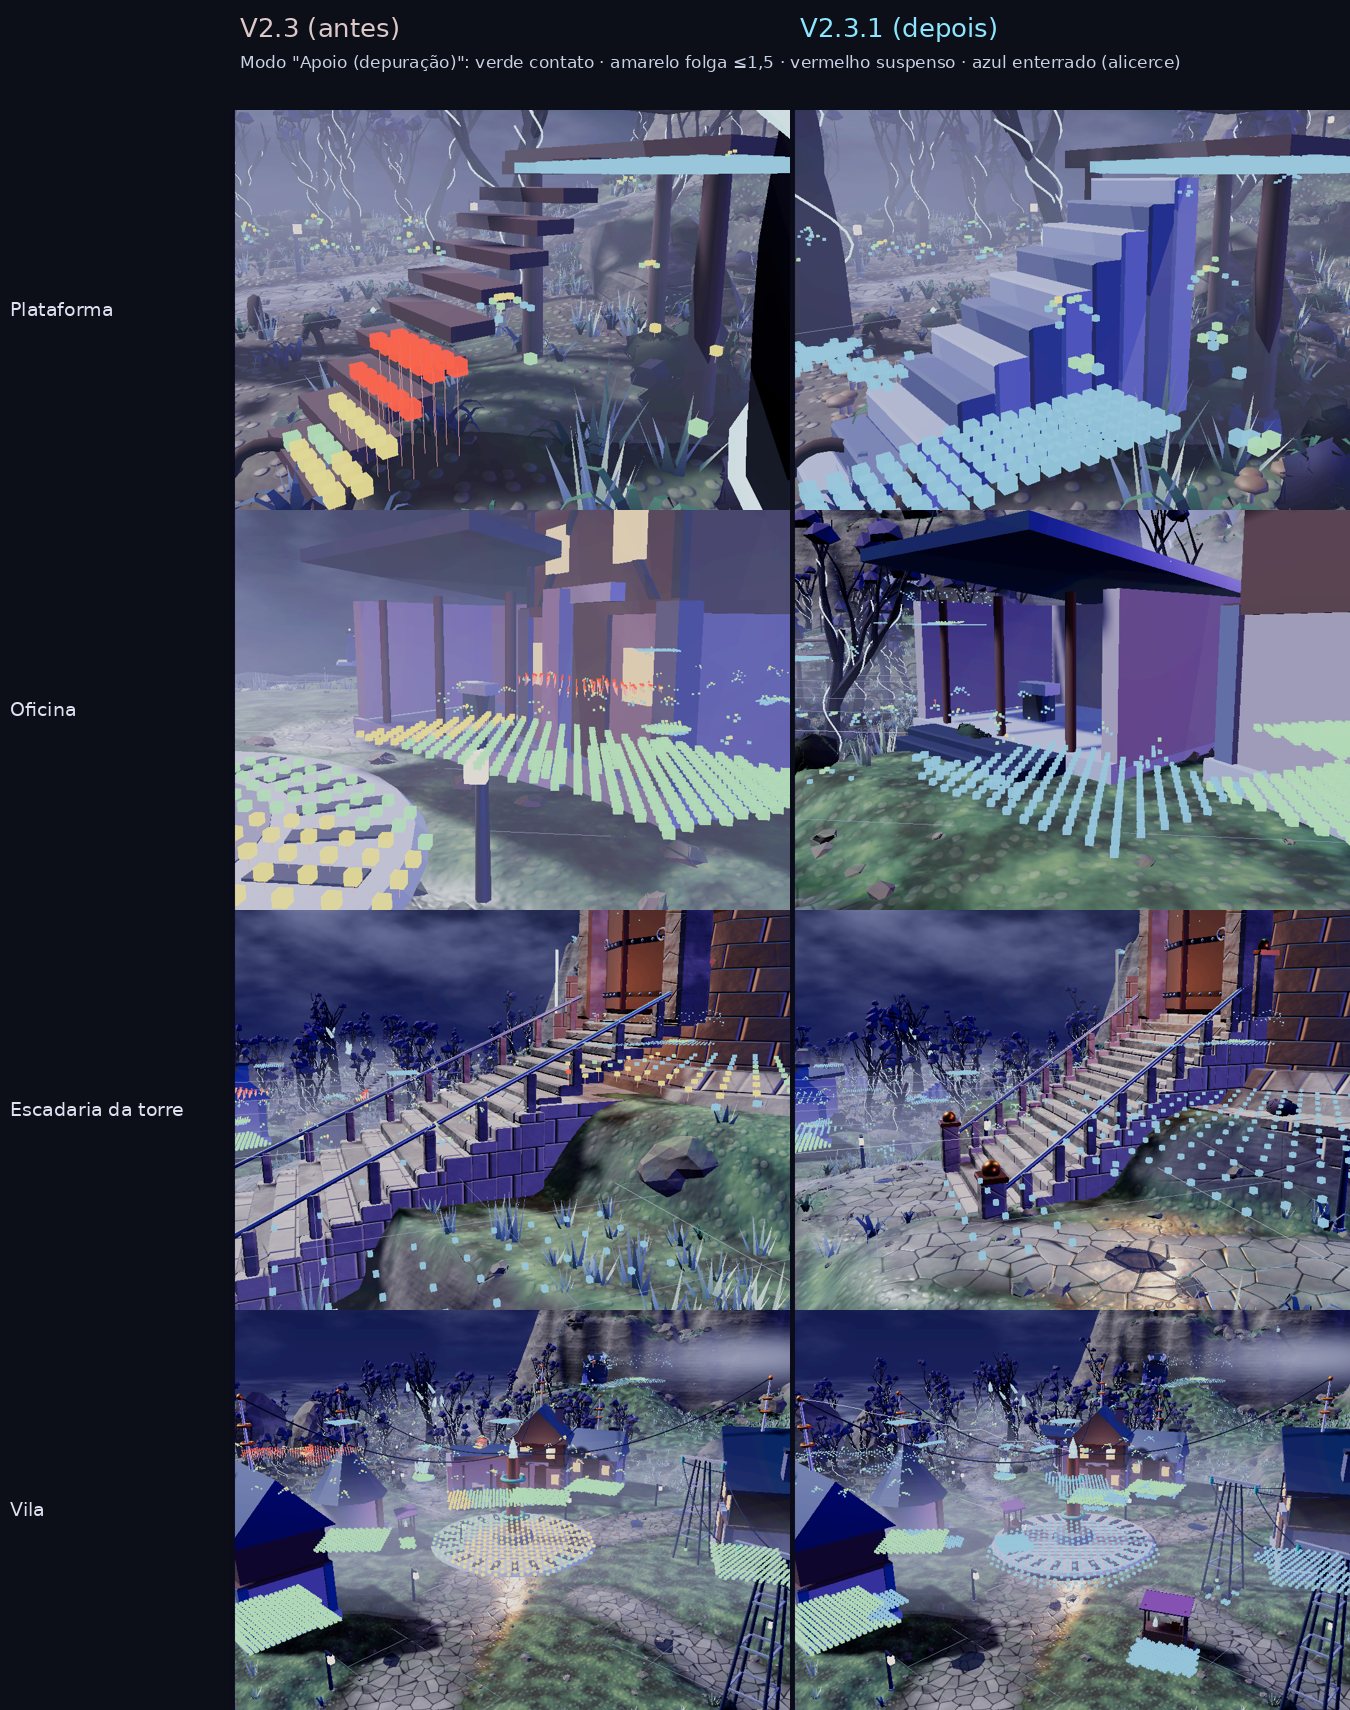 V2.3 (antes)
V2.3.1 (depois)
Modo "Apoio (depuração)": verde contato · amarelo folga ≤1,5 · vermelho suspenso · azul enterrado (alicerce)
Plataforma
Oficina
Escadaria da torre
Vila